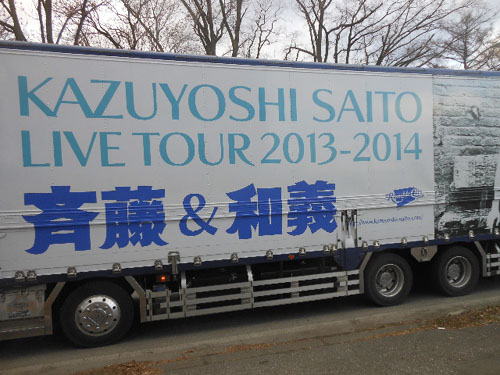 KAZUYOSHI SAITO
LIVE TOUR 2013-2014
斉藤 & 和義